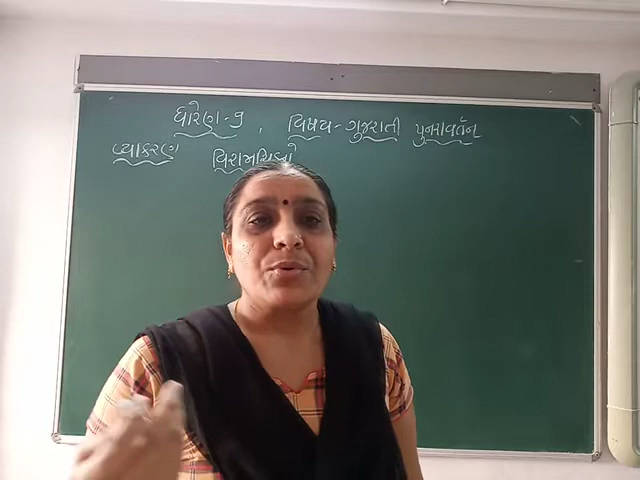 ધોરણ-૭, વિષય-ગુજરાતી પુનરાવર્તન
વ્યાકરણ વિરામચિહ્નો